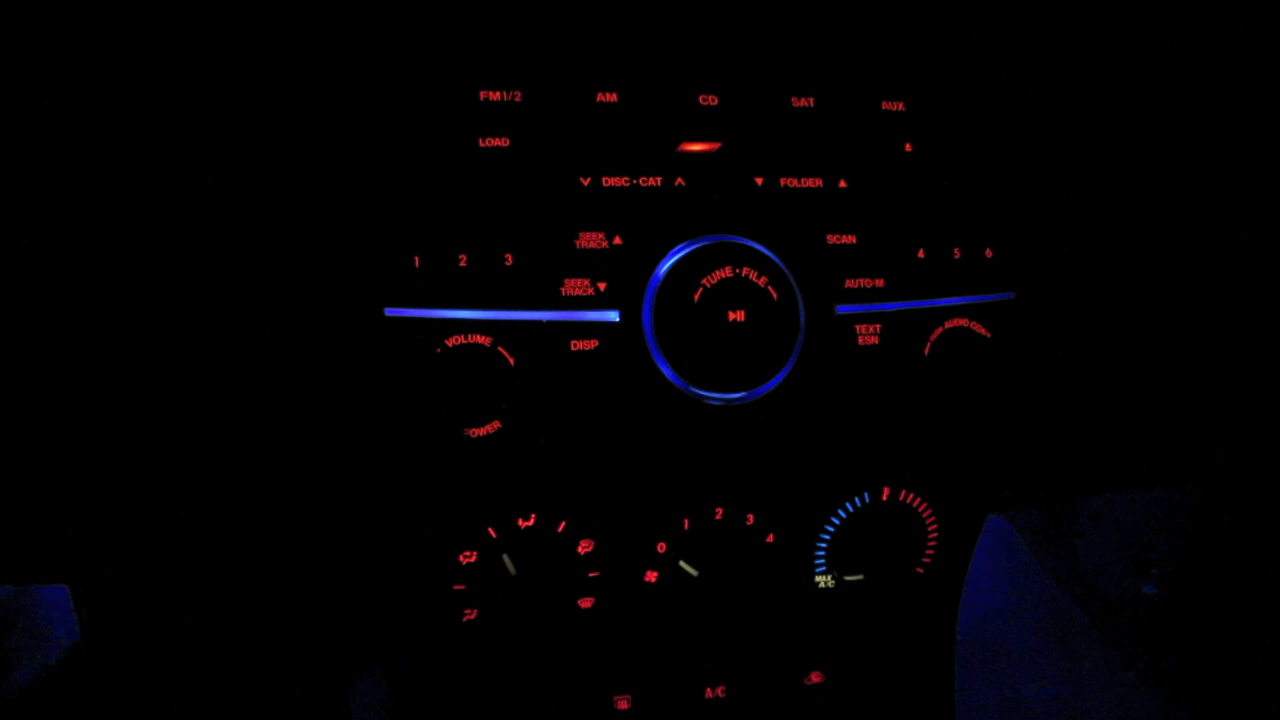 FM1/2 AM CD SAT AUX
LOAD
DISC·CAT FOLDER
SEEK
TRACK
SCAN
1 2 3
4 5 6
SEEK
TRACK
AUTO-M
TUNE·FILE
VOLUME
DISP
TEXT
ESN
AUDIO CONT
POWER
0 1 2 3 4
MAX
A/C
A/C